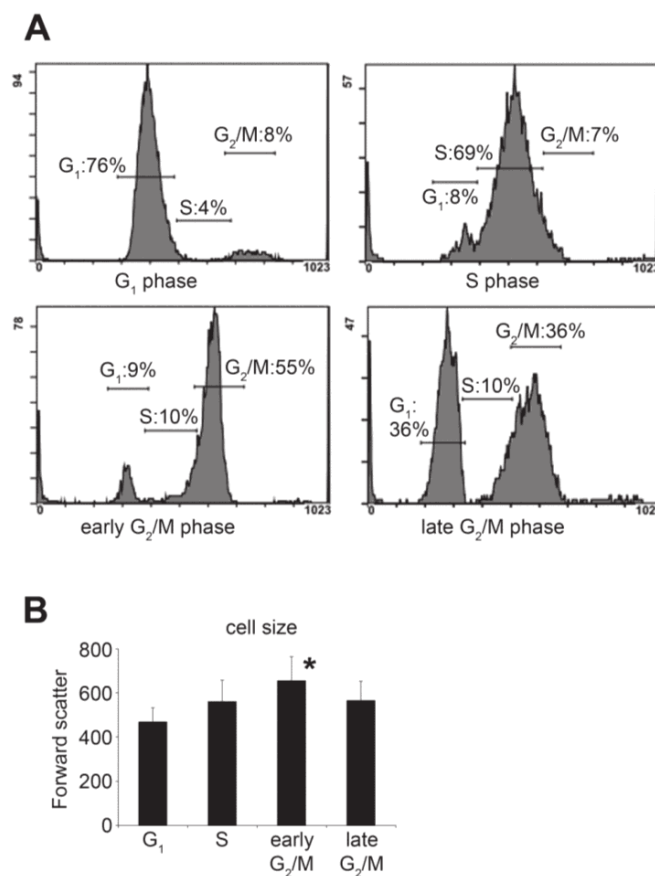 A
94
G₁:76%
G₂/M:8%
S:4%
0
1023
G₁ phase
57
S:69%
G₂/M:7%
G₁:8%
0
1023
S phase
78
G₁:9%
G₂/M:55%
S:10%
0
1023
early G₂/M phase
47
G₂/M:36%
S:10%
G₁:
36%
0
102
late G₂/M phase
B
cell size
Forward scatter
800
600
400
200
0
*
G₁
S
early
G₂/M
late
G₂/M